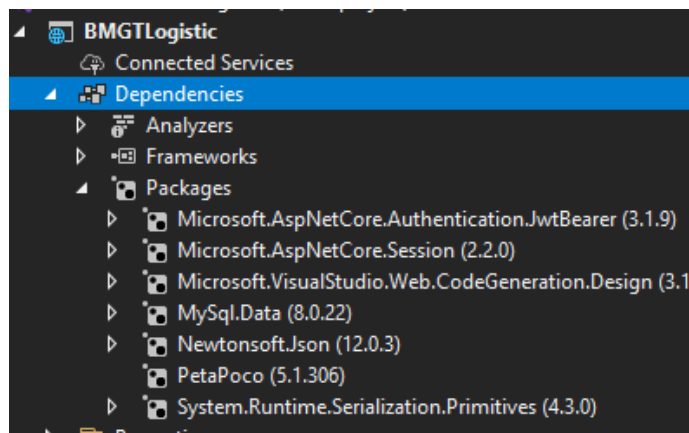 BMGTLogistic
Connected Services
Dependencies
Analyzers
Frameworks
Packages
Microsoft.AspNetCore.Authentication.JwtBearer (3.1.9)
Microsoft.AspNetCore.Session (2.2.0)
Microsoft.VisualStudio.Web.CodeGeneration.Design (3.1
MySql.Data (8.0.22)
Newtonsoft.Json (12.0.3)
PetaPoco (5.1.306)
System.Runtime.Serialization.Primitives (4.3.0)